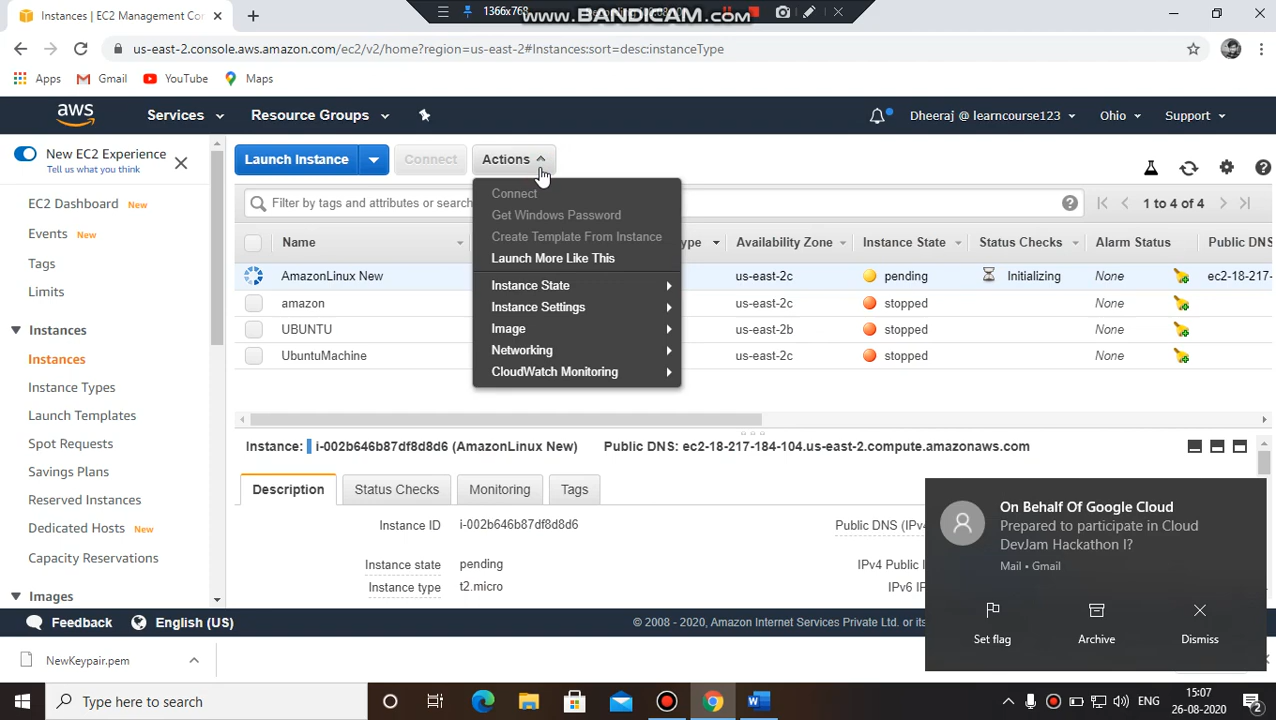 Instances | EC2 Management Con
1366x768
www.BANDICAM.com
us-east-2.console.aws.amazon.com/ec2/v2/home?region=us-east-2#Instances:sort=desc:instanceType
Apps Gmail YouTube Maps
aws Services Resource Groups Dheeraj @ learncourse123 Ohio Support
New EC2 Experience
Tell us what you think
EC2 Dashboard New
Events New
Tags
Limits
Instances
Instances
Instance Types
Launch Templates
Spot Requests
Savings Plans
Reserved Instances
Dedicated Hosts New
Capacity Reservations
Images
Launch Instance Connect Actions
Connect
Get Windows Password
Create Template From Instance
Launch More Like This
Instance State
Instance Settings
Image
Networking
CloudWatch Monitoring
Filter by tags and attributes or search
1 to 4 of 4
Name ype Availability Zone Instance State Status Checks Alarm Status Public DNS
AmazonLinux New us-east-2c pending Initializing None ec2-18-217-
amazon us-east-2c stopped None
UBUNTU us-east-2b stopped None
UbuntuMachine us-east-2c stopped None
Instance: i-002b646b87df8d8d6 (AmazonLinux New) Public DNS: ec2-18-217-184-104.us-east-2.compute.amazonaws.com
Description Status Checks Monitoring Tags
Instance ID i-002b646b87df8d8d6 Public DNS (IPv4
Instance state pending IPv4 Public I
Instance type t2.micro IPv6 IP
On Behalf Of Google Cloud
Prepared to participate in Cloud
DevJam Hackathon I?
Mail • Gmail
Set flag Archive Dismiss
Feedback English (US) © 2008 - 2020, Amazon Internet Services Private Ltd. or its
NewKeypair.pem
Type here to search
ENG
15:07
26-08-2020
2